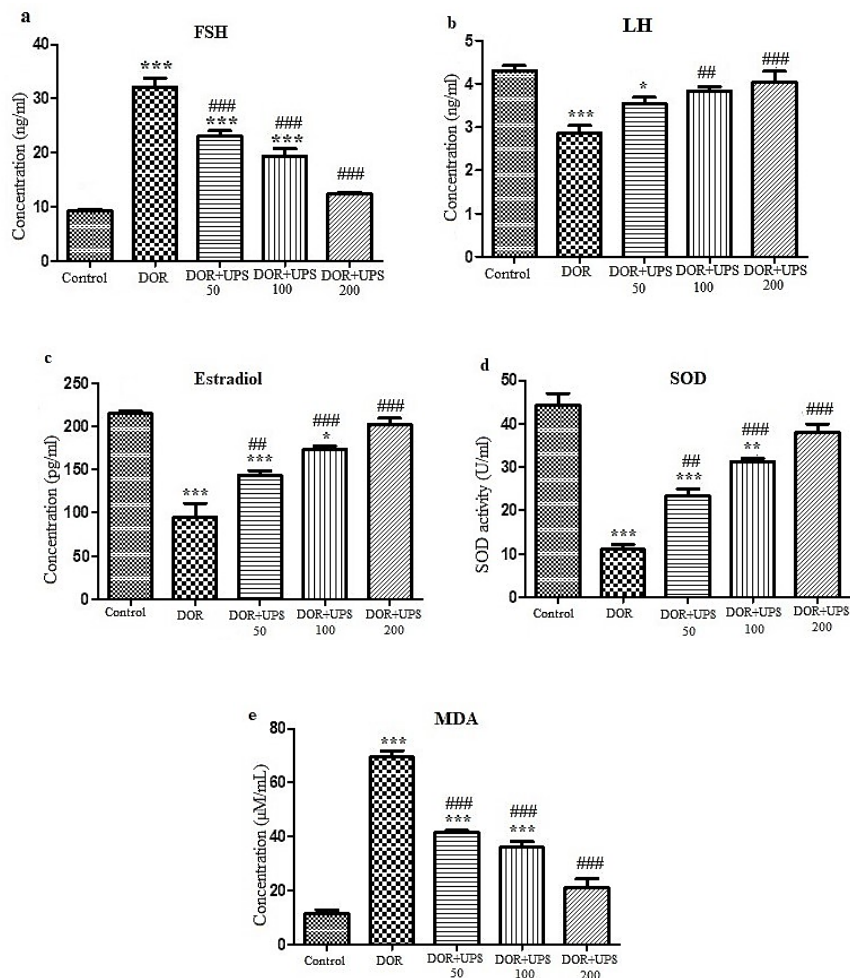 a
FSH
Concentration (ng/ml)
40
30
20
10
0
***
###
***
###
***
###
Control
DOR
DOR+UPS
50
DOR+UPS
100
DOR+UPS
200
b
LH
Concentration (ng/ml)
5
4
3
2
1
0
***
*
##
###
Control
DOR
DOR+UPS
50
DOR+UPS
100
DOR+UPS
200
c
Estradiol
Concentration (pg/ml)
250
200
150
100
50
0
***
##
***
###
*
###
Control
DOR
DOR+UPS
50
DOR+UPS
100
DOR+UPS
200
d
SOD
SOD activity (U/ml)
50
40
30
20
10
0
***
##
***
###
**
###
Control
DOR
DOR+UPS
50
DOR+UPS
100
DOR+UPS
200
e
MDA
Concentration (μM/mL)
80
60
40
20
0
***
###
***
###
***
###
Control
DOR
DOR+UPS
50
DOR+UPS
100
DOR+UPS
200